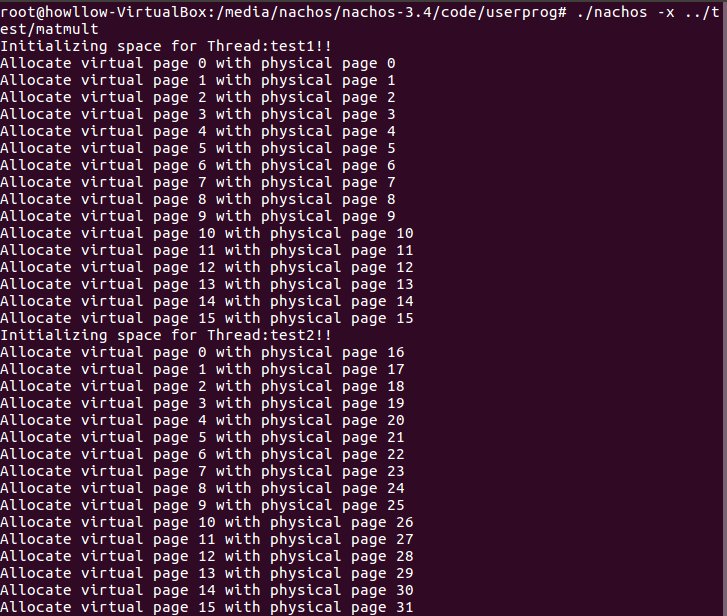 root@howllow-VirtualBox:/media/nachos/nachos-3.4/code/userprog# ./nachos -x ../t
est/matmult
Initializing space for Thread:test1!!
Allocate virtual page 0 with physical page 0
Allocate virtual page 1 with physical page 1
Allocate virtual page 2 with physical page 2
Allocate virtual page 3 with physical page 3
Allocate virtual page 4 with physical page 4
Allocate virtual page 5 with physical page 5
Allocate virtual page 6 with physical page 6
Allocate virtual page 7 with physical page 7
Allocate virtual page 8 with physical page 8
Allocate virtual page 9 with physical page 9
Allocate virtual page 10 with physical page 10
Allocate virtual page 11 with physical page 11
Allocate virtual page 12 with physical page 12
Allocate virtual page 13 with physical page 13
Allocate virtual page 14 with physical page 14
Allocate virtual page 15 with physical page 15
Initializing space for Thread:test2!!
Allocate virtual page 0 with physical page 16
Allocate virtual page 1 with physical page 17
Allocate virtual page 2 with physical page 18
Allocate virtual page 3 with physical page 19
Allocate virtual page 4 with physical page 20
Allocate virtual page 5 with physical page 21
Allocate virtual page 6 with physical page 22
Allocate virtual page 7 with physical page 23
Allocate virtual page 8 with physical page 24
Allocate virtual page 9 with physical page 25
Allocate virtual page 10 with physical page 26
Allocate virtual page 11 with physical page 27
Allocate virtual page 12 with physical page 28
Allocate virtual page 13 with physical page 29
Allocate virtual page 14 with physical page 30
Allocate virtual page 15 with physical page 31